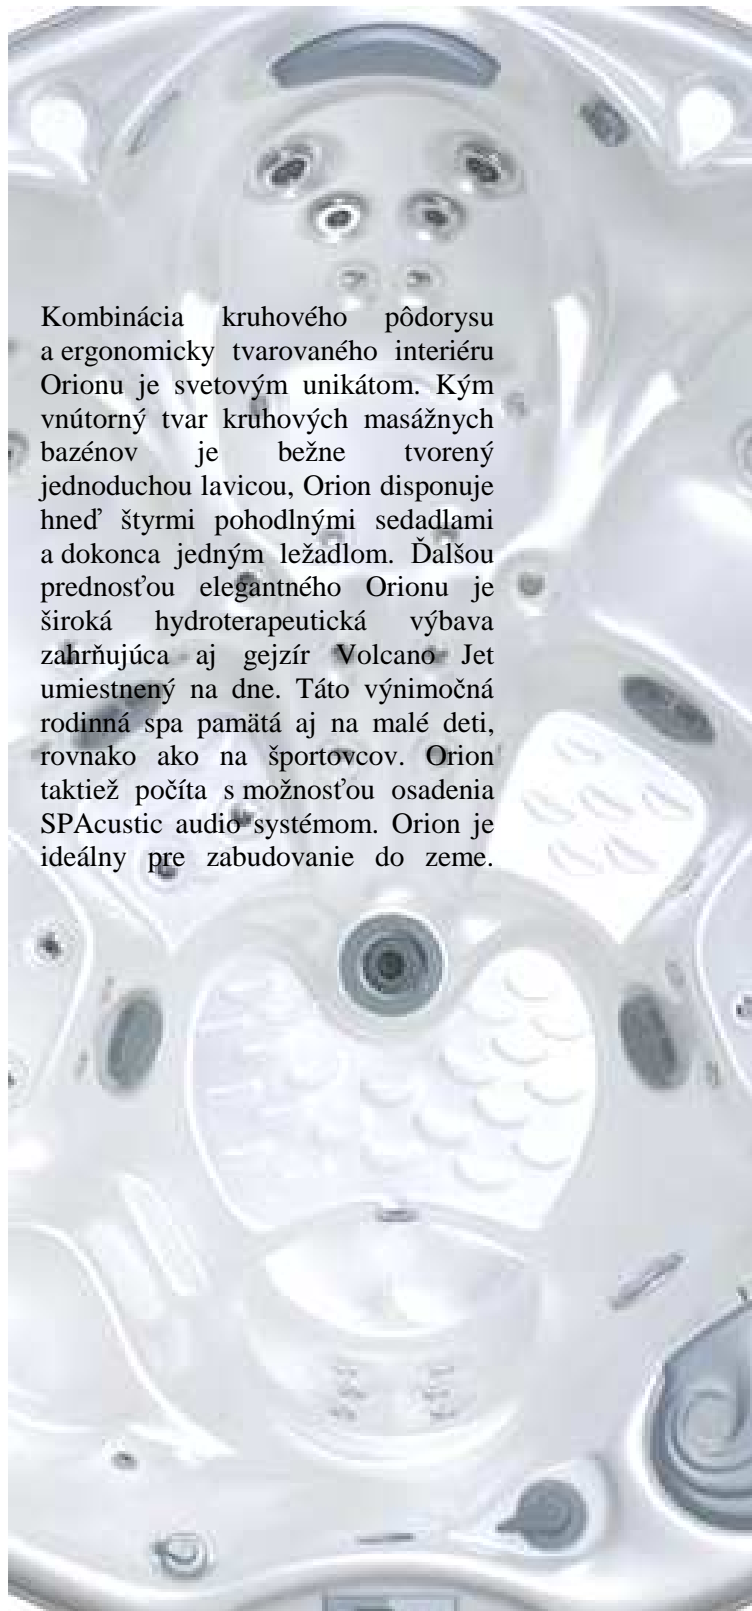 Kombinácia kruhového pôdorysu
a ergonomicky tvarovaného interiéru
Orionu je svetovým unikátom. Kým
vnútorný tvar kruhových masážnych
bazénov je bežne tvorený
jednoduchou lavicou, Orion disponuje
hneď štyrmi pohodlnými sedadlami
a dokonca jedným ležadlom. Ďalšou
prednosťou elegantného Orionu je
široká hydroterapeutická výbava
zahrňujúca aj gejzír Volcano Jet
umiestnený na dne. Táto výnimočná
rodinná spa pamätá aj na malé deti,
rovnako ako na športovcov. Orion
taktiež počíta s možnosťou osadenia
SPAcustic audio systémom. Orion je
ideálny pre zabudovanie do zeme.